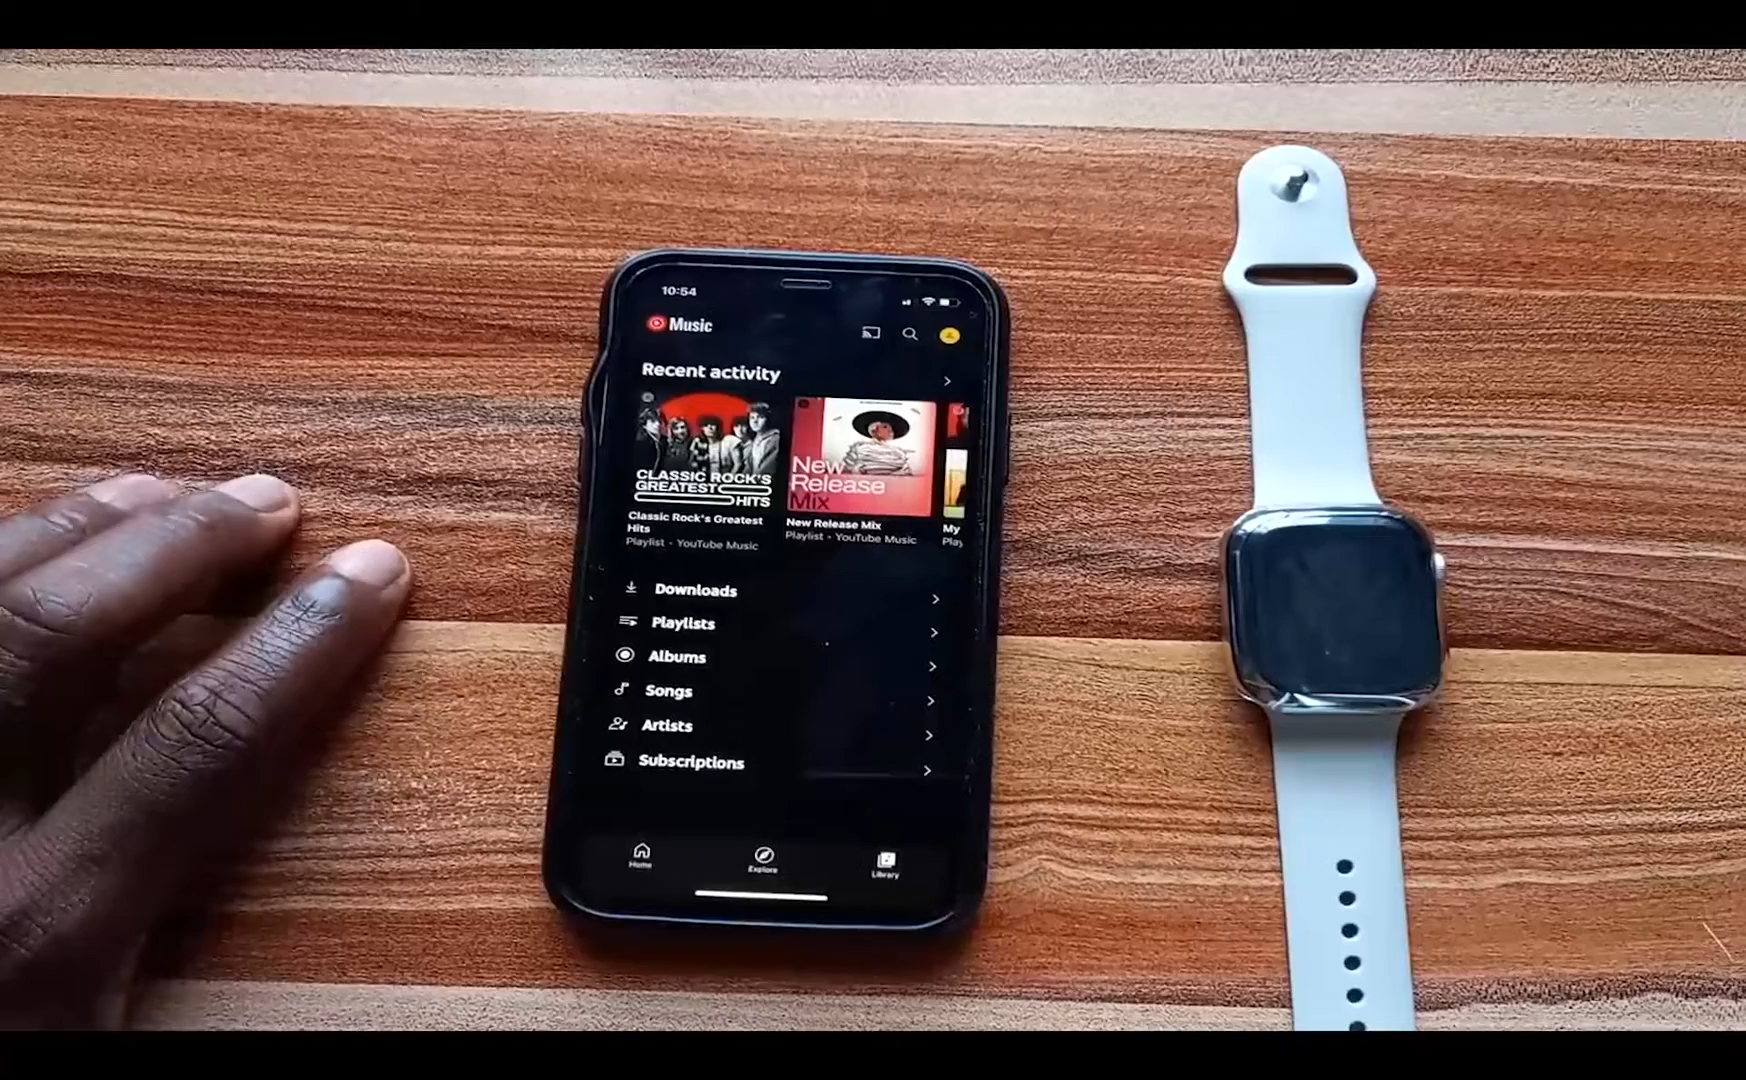 10:54
Music
Recent activity
CLASSIC ROCK'S
GREATEST
HITS
New
Release
Mix
Classic Rock's Greatest
Hits
Playlist • YouTube Music
New Release Mix
Playlist • YouTube Music
My
Play
Downloads
Playlists
Albums
Songs
Artists
Subscriptions
Home
Explore
Library